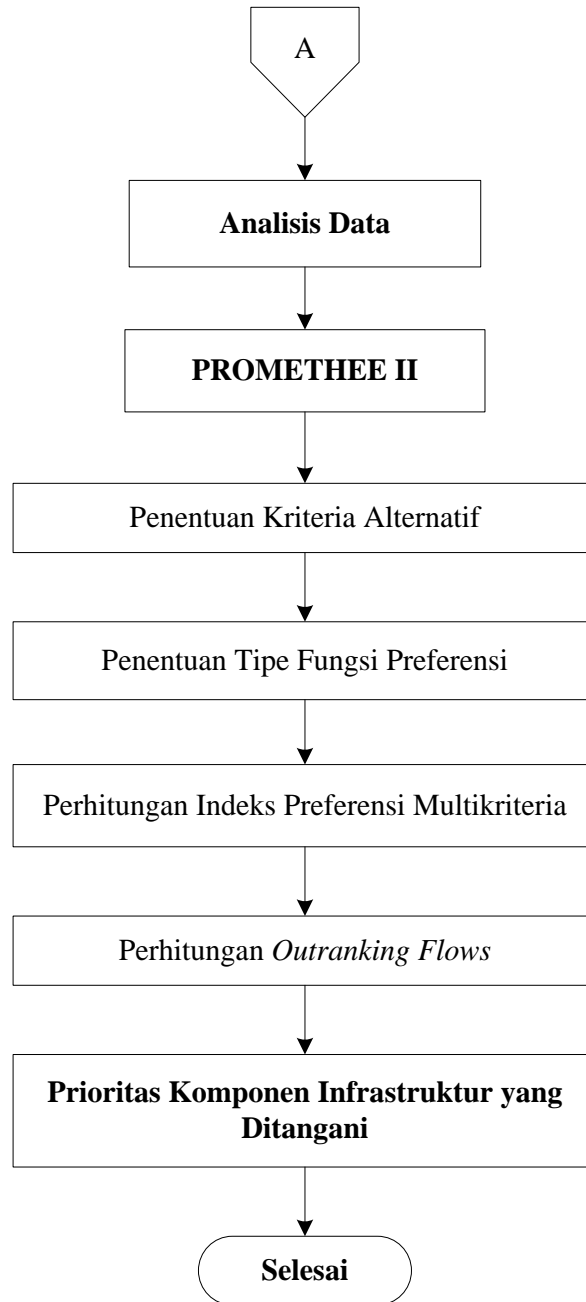 A
Analisis Data
PROMETHEE II
Penentuan Kriteria Alternatif
Penentuan Tipe Fungsi Preferensi
Perhitungan Indeks Preferensi Multikriteria
Perhitungan Outranking Flows
Prioritas Komponen Infrastruktur yang
Ditangani
Selesai